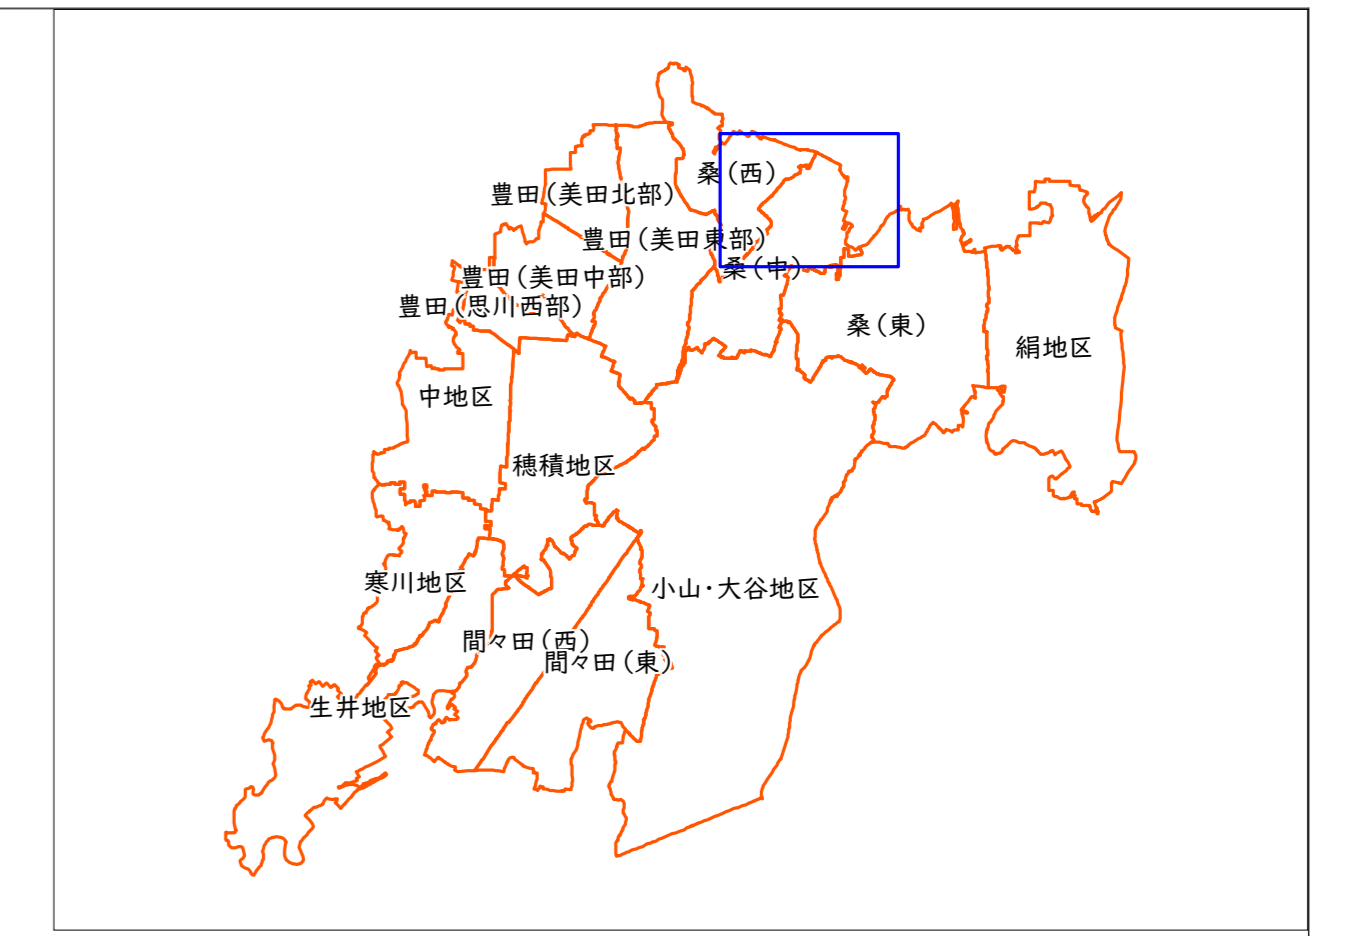 桑(西)
豊田(美田北部)
豊田(美田東部)
桑(中)
豊田(美田中部)
豊田(思川西部)
桑(東)
絹地区
中地区
穂積地区
寒川地区
小山・大谷地区
間々田(西)
間々田(東)
生井地区